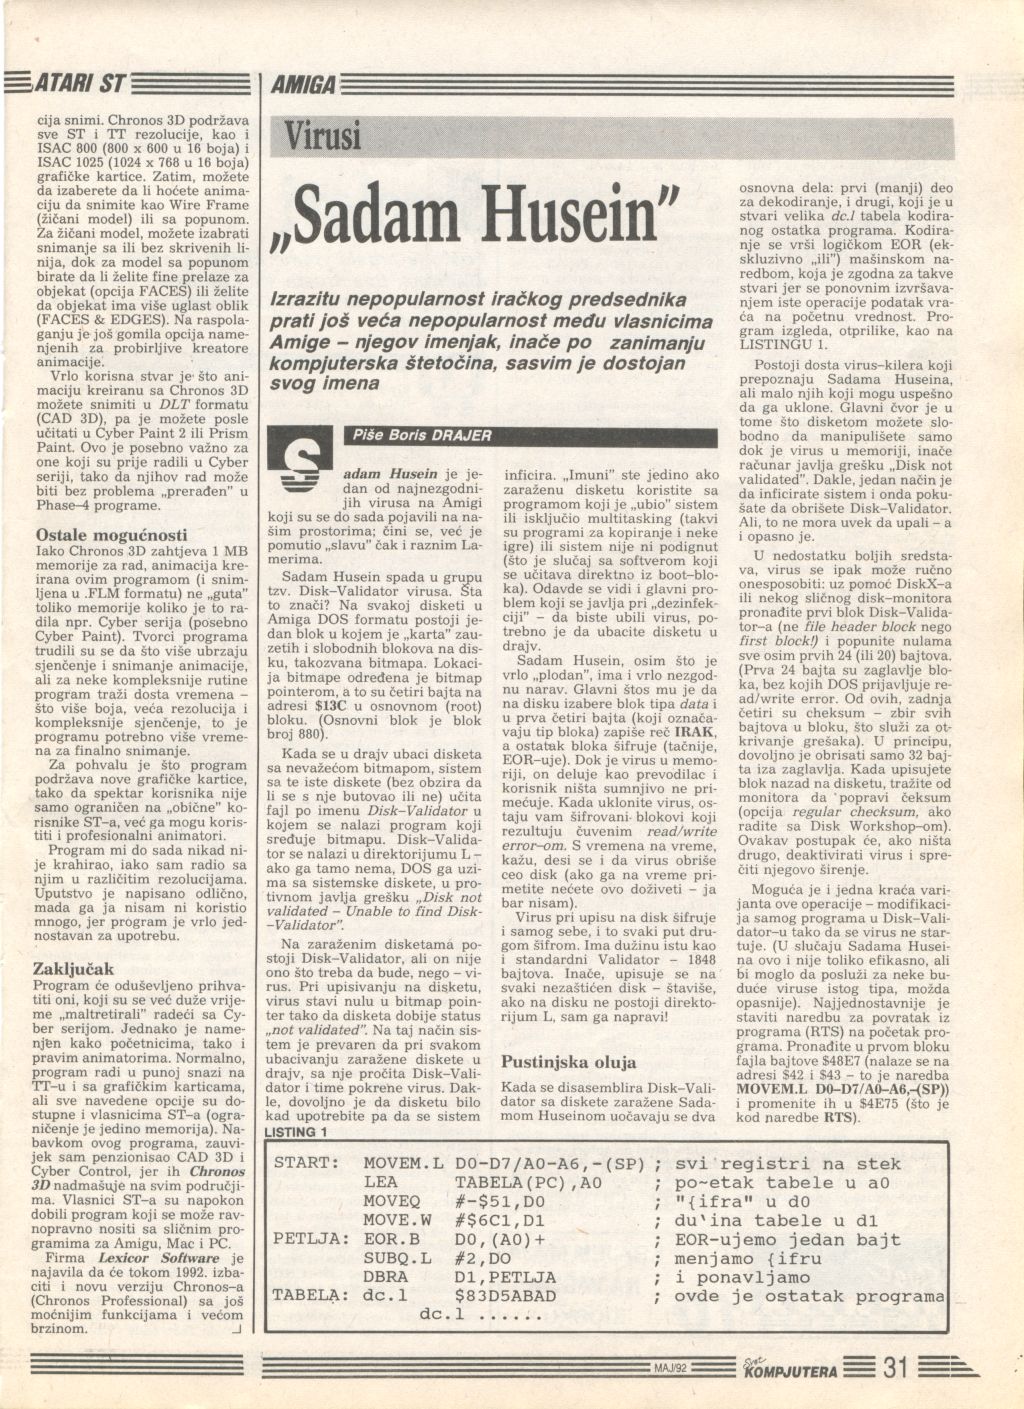 ATARI ST
cija snimi. Chronos 3D podržava
sve ST i TT rezolucije, kao i
ISAC 800 (800 x 600 u 16 boja) i
ISAC 1025 (1024 x 768 u 16 boja)
grafičke kartice. Zatim, možete
da izaberete da li hoćete anima-
ciju da snimite kao Wire Frame
(žičani model) ili sa popunom.
Za žičani model, možete izabrati
snimanje sa ili bez skrivenih li-
nija, dok za model sa popunom
birate da li želite fine prelaze za
objekat (opcija FACES) ili želite
da objekat ima više uglast oblik
(FACES & EDGES). Na raspola-
ganju je još gomila opcija name-
njenih za probirljive kreatore
animacije.
Vrlo korisna stvar je što ani-
maciju kreiranu sa Chronos 3D
možete snimiti u DLT formatu
(CAD 3D), pa je možete posle
učitati u Cyber Paint 2 ili Prism
Paint. Ovo je posebno važno za
one koji su prije radili u Cyber
seriji, tako da njihov rad može
biti bez problema „prerađen” u
Phase–4 programe.
Ostale mogućnosti
Iako Chronos 3D zahtjeva 1 MB
memorije za rad, animacija kre-
irana ovim programom (i snim-
ljena u .FLM formatu) ne „guta”
toliko memorije koliko je to ra-
dila npr. Cyber serija (posebno
Cyber Paint). Tvorci programa
trudili su se da što više ubrzaju
sjenčenje i snimanje animacije,
ali za neke kompleksnije rutine
program traži dosta vremena –
što više boja, veća rezolucija i
kompleksnije sjenčenje, to je
programu potrebno više vreme-
na za finalno snimanje.
Za pohvalu je što program
podržava nove grafičke kartice,
tako da spektar korisnika nije
samo ograničen na „obične” ko-
risnike ST–a, već ga mogu koris-
titi i profesionalni animatori.
Program mi do sada nikad ni-
je krahirao, iako sam radio sa
njim u različitim rezolucijama.
Uputstvo je napisano odlično,
mada ga ja nisam ni koristio
mnogo, jer program je vrlo jed-
nostavan za upotrebu.
Zaključak
Program će oduševljeno prihva-
titi oni, koji su se već duže vrije-
me „maltretirali” radeći sa Cy-
ber serijom. Jednako je name-
njen kako početnicima, tako i
pravim animatorima. Normalno,
program radi u punoj snazi na
TT–u i sa grafičkim karticama,
ali sve navedene opcije su do-
stupne i vlasnicima ST–a (ogra-
ničenje je jedino memorija). Na-
bavkom ovog programa, zauvi-
jek sam penzionisao CAD 3D i
Cyber Control, jer ih Chronos
3D nadmašuje na svim područji-
ma. Vlasnici ST–a su napokon
dobili program koji se može rav-
nopravno nositi sa sličnim pro-
gramima za Amigu, Mac i PC.
Firma Lexicor Software je
najavila da će tokom 1992. izba-
citi i novu verziju Chronos–a
(Chronos Professional) sa još
moćnijim funkcijama i većom
brzinom.
AMIGA
Virusi
„Sadam Husein”
Izrazitu nepopularnost iračkog predsednika
prati još veća nepopularnost među vlasnicima
Amige – njegov imenjak, inače po zanimanju
kompjuterska štetočina, sasvim je dostojan
svog imena
Piše Boris DRAJER
Sadam Husein je je-
dan od najnezgodni-
jih virusa na Amigi
koji su se do sada pojavili na na-
šim prostorima; čini se, već je
pomutio „slavu” čak i raznim La-
merima.
Sadam Husein spada u grupu
tzv. Disk–Validator virusa. Šta
to znači? Na svakoj disketi u
Amiga DOS formatu postoji je-
dan blok u kojem je „karta” zau-
zetih i slobodnih blokova na dis-
ku, takozvana bitmapa. Lokaci-
ja bitmape određena je bitmap
pointerom, a to su četiri bajta na
adresi $13C u osnovnom (root)
bloku. (Osnovni blok je blok
broj 880).
Kada se u drajv ubaci disketa
sa nevažećom bitmapom, sistem
sa te iste diskete (bez obzira da
li se s nje butovao ili ne) učita
fajl po imenu Disk–Validator u
kojem se nalazi program koji
sređuje bitmapu. Disk–Valida-
tor se nalazi u direktorijumu L –
ako ga tamo nema, DOS ga uzi-
ma sa sistemske diskete, u pro-
tivnom javlja grešku „Disk not
validated – Unable to find Disk-
–Validator”.
Na zaraženim disketama po-
stoji Disk–Validator, ali on nije
ono što treba da bude, nego – vi-
rus. Pri upisivanju na disketu,
virus stavi nulu u bitmap poin-
ter tako da disketa dobije status
„not validated”. Na taj način sis-
tem je prevaren da pri svakom
ubacivanju zaražene diskete u
drajv, sa nje pročita Disk–Vali-
dator i time pokrene virus. Dak-
le, dovoljno je da disketu bilo
kad upotrebite pa da se sistem
inficira. „Imuni” ste jedino ako
zaraženu disketu koristite sa
programom koji je „ubio” sistem
ili isključio multitasking (takvi
su programi za kopiranje i neke
igre) ili sistem nije ni podignut
(što je slučaj sa softverom koji
se učitava direktno iz boot–blo-
ka). Odavde se vidi i glavni pro-
blem koji se javlja pri „dezinfek-
ciji” – da biste ubili virus, po-
trebno je da ubacite disketu u
drajv.
Sadam Husein, osim što je
vrlo „plodan”, ima i vrlo nezgod-
nu narav. Glavni štos mu je da
na disku izabere blok tipa data i
u prva četiri bajta (koji označa-
vaju tip bloka) zapiše reč IRAK,
a ostatak bloka šifruje (tačnije,
EOR–uje). Dok je virus u memo-
riji, on deluje kao prevodilac i
korisnik ništa sumnjivo ne pri-
mećuje. Kada uklonite virus, os-
taju vam šifrovani blokovi koji
rezultuju čuvenim read/write
error–om. S vremena na vreme,
kažu, desi se i da virus obriše
ceo disk (ako ga na vreme pri-
metite nećete ovo doživeti – ja
bar nisam).
Virus pri upisu na disk šifruje
i samog sebe, i to svaki put dru-
gom šifrom. Ima dužinu istu kao
i standardni Validator – 1848
bajtova. Inače, upisuje se na
svaki nezaštićen disk – štaviše,
ako na disku ne postoji direkto-
rijum L, sam ga napravi!
Pustinjska oluja
Kada se disasemblira Disk–Vali-
dator sa diskete zaražene Sada-
mom Huseinom uočavaju se dva
osnovna dela: prvi (manji) deo
za dekodiranje, i drugi, koji je u
stvari velika dc.l tabela kodira-
nog ostatka programa. Kodira-
nje se vrši logičkom EOR (ek-
skluzivno „ili”) mašinskom na-
redbom, koja je zgodna za takve
stvari jer se ponovnim izvršava-
njem iste operacije podatak vra-
ća na početnu vrednost. Pro-
gram izgleda, otprilike, kao na
LISTINGU 1.
Postoji dosta virus–kilera koji
prepoznaju Sadama Huseina,
ali malo njih koji mogu uspešno
da ga uklone. Glavni čvor je u
tome što disketom možete slo-
bodno da manipulišete samo
dok je virus u memoriji, inače
računar javlja grešku „Disk not
validated”. Dakle, jedan način je
da inficirate sistem i onda poku-
šate da obrišete Disk–Validator.
Ali, to ne mora uvek da upali – a
i opasno je.
U nedostatku boljih sredsta-
va, virus se ipak može ručno
onesposobiti: uz pomoć DiskX–a
ili nekog sličnog disk–monitora
pronađite prvi blok Disk–Valida-
tor–a (ne file header block nego
first block!) i popunite nulama
sve osim prvih 24 (ili 20) bajtova.
(Prva 24 bajta su zaglavlje blo-
ka, bez kojih DOS prijavljuje re-
ad/write error. Od ovih, zadnja
četiri su cheksum – zbir svih
bajtova u bloku, što služi za ot-
krivanje grešaka). U principu,
dovoljno je obrisati samo 32 baj-
ta iza zaglavlja. Kada upisujete
blok nazad na disketu, tražite od
monitora da popravi čeksum
(opcija regular checksum, ako
radite sa Disk Workshop–om).
Ovakav postupak će, ako ništa
drugo, deaktivirati virus i spre-
čiti njegovo širenje.
Moguća je i jedna kraća vari-
janta ove operacije – modifikaci-
ja samog programa u Disk–Vali-
dator–u tako da se virus ne star-
tuje. (U slučaju Sadama Husei-
na ovo i nije toliko efikasno, ali
bi moglo da posluži za neke bu-
duće viruse istog tipa, možda
opasnije). Najjednostavnije je
staviti naredbu za povratak iz
programa (RTS) na početak pro-
grama. Pronađite u prvom bloku
fajla bajtove $48E7 (nalaze se na
adresi $42 i $43 – to je naredba
MOVEM.L D0–D7/A0–A6,–(SP))
i promenite ih u $4E75 (što je
kod naredbe RTS).
LISTING 1
START: MOVEM.L D0-D7/A0-A6,-(SP) ; svi registri na stek
LEA TABELA(PC),A0 ; po~etak tabele u a0
MOVEQ #-$51,D0 ; "{ifra" u d0
MOVE.W #$6C1,D1 ; du`ina tabele u d1
PETLJA: EOR.B D0,(A0)+ ; EOR-ujemo jedan bajt
SUBQ.L #2,D0 ; menjamo {ifru
DBRA D1,PETLJA ; i ponavljamo
TABELA: dc.l $83D5ABAD ; ovde je ostatak programa
dc.l ......
MAJ/92 Svet KOMPJUTERA 31